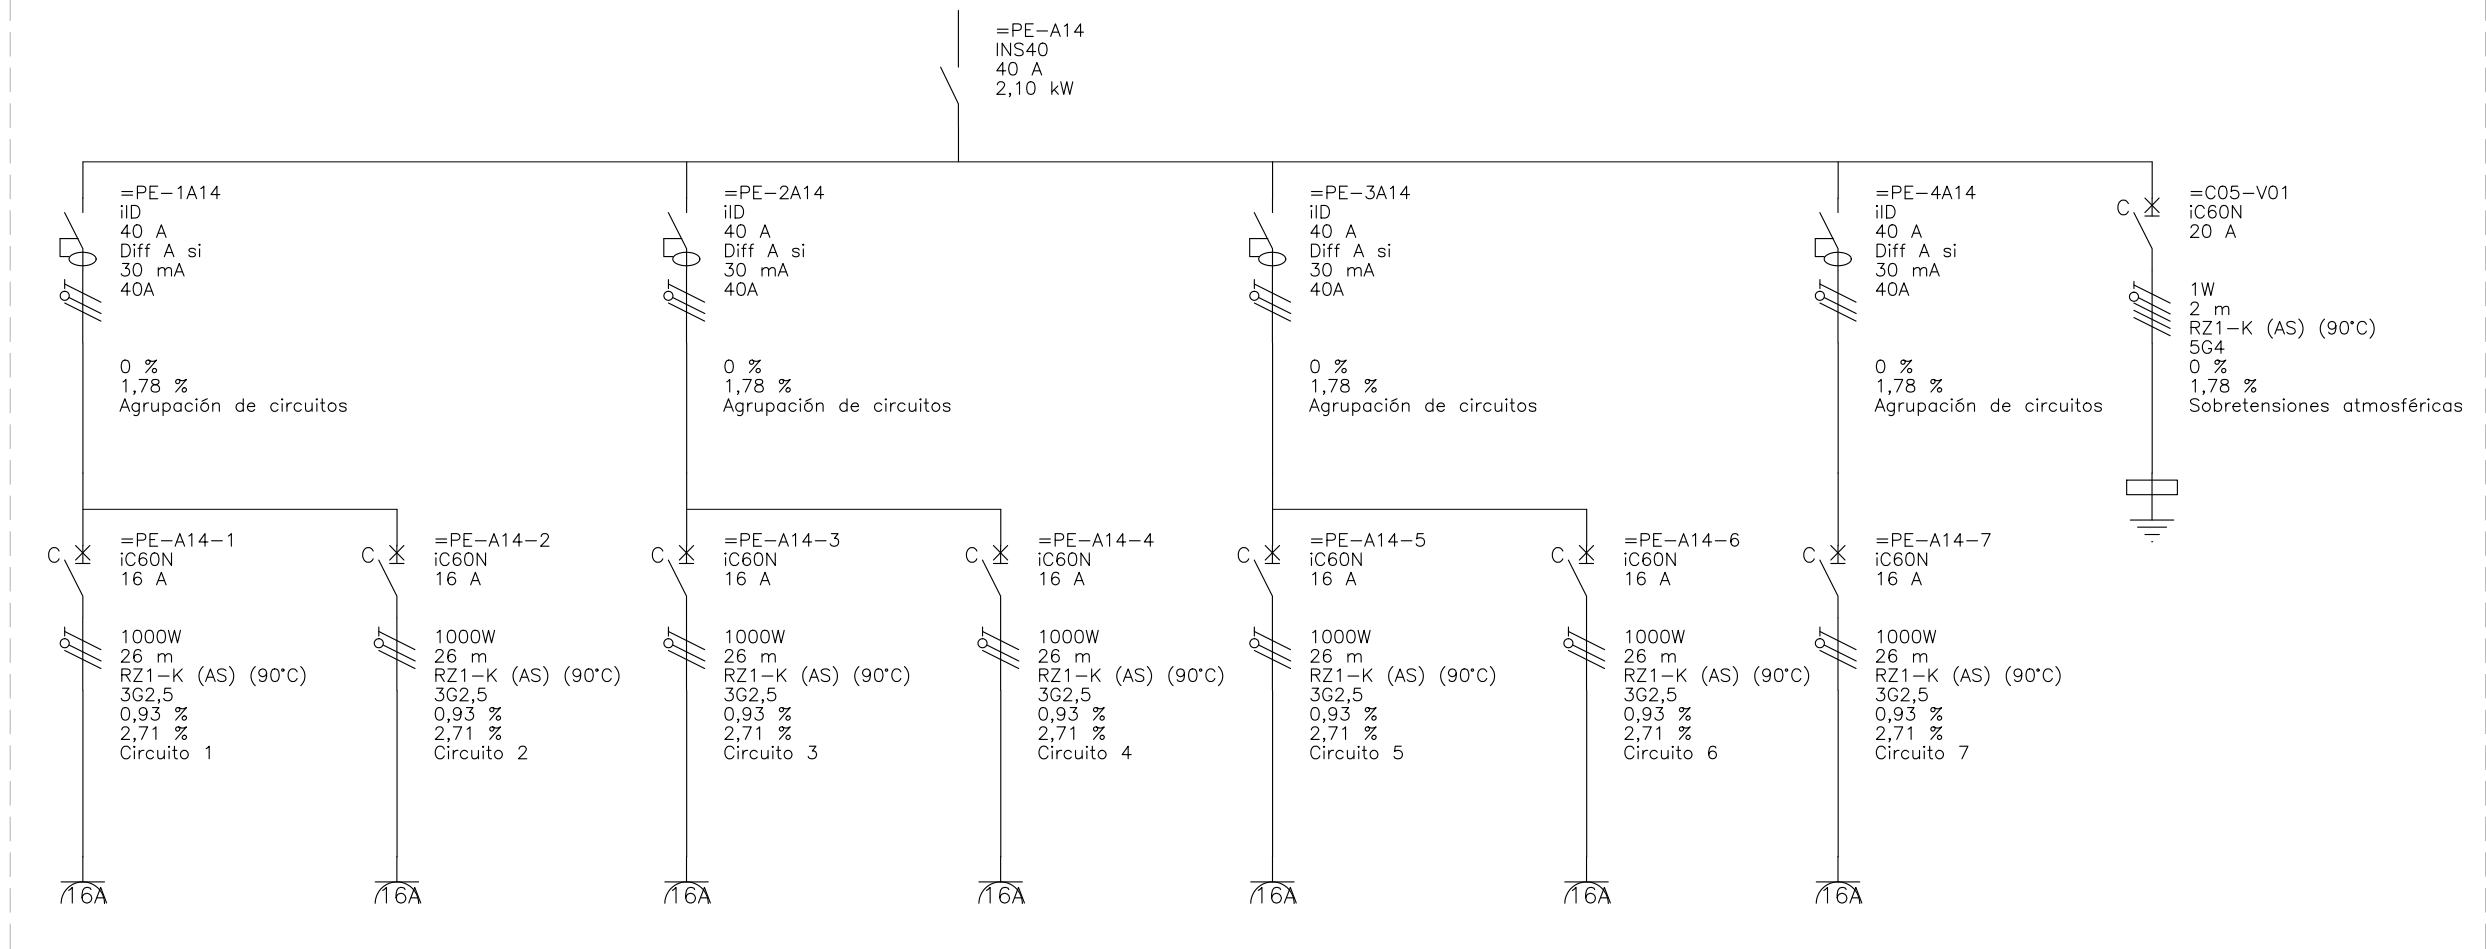 =PE-A14
INS40
40 A
2,10 kW
=PE-1A14
iID
40 A
Diff A si
30 mA
40A
0 %
1,78 %
Agrupación de circuitos
=PE-2A14
iID
40 A
Diff A si
30 mA
40A
0 %
1,78 %
Agrupación de circuitos
=PE-3A14
iID
40 A
Diff A si
30 mA
40A
0 %
1,78 %
Agrupación de circuitos
=PE-4A14
iID
40 A
Diff A si
30 mA
40A
0 %
1,78 %
Agrupación de circuitos
C
=C05-V01
iC60N
20 A
1W
2 m
RZ1-K (AS) (90°C)
5G4
0 %
1,78 %
Sobretensiones atmosféricas
C
=PE-A14-1
iC60N
16 A
1000W
26 m
RZ1-K (AS) (90°C)
3G2,5
0,93 %
2,71 %
Circuito 1
16A
C
=PE-A14-2
iC60N
16 A
1000W
26 m
RZ1-K (AS) (90°C)
3G2,5
0,93 %
2,71 %
Circuito 2
16A
C
=PE-A14-3
iC60N
16 A
1000W
26 m
RZ1-K (AS) (90°C)
3G2,5
0,93 %
2,71 %
Circuito 3
16A
C
=PE-A14-4
iC60N
16 A
1000W
26 m
RZ1-K (AS) (90°C)
3G2,5
0,93 %
2,71 %
Circuito 4
16A
C
=PE-A14-5
iC60N
16 A
1000W
26 m
RZ1-K (AS) (90°C)
3G2,5
0,93 %
2,71 %
Circuito 5
16A
C
=PE-A14-6
iC60N
16 A
1000W
26 m
RZ1-K (AS) (90°C)
3G2,5
0,93 %
2,71 %
Circuito 6
16A
C
=PE-A14-7
iC60N
16 A
1000W
26 m
RZ1-K (AS) (90°C)
3G2,5
0,93 %
2,71 %
Circuito 7
16A